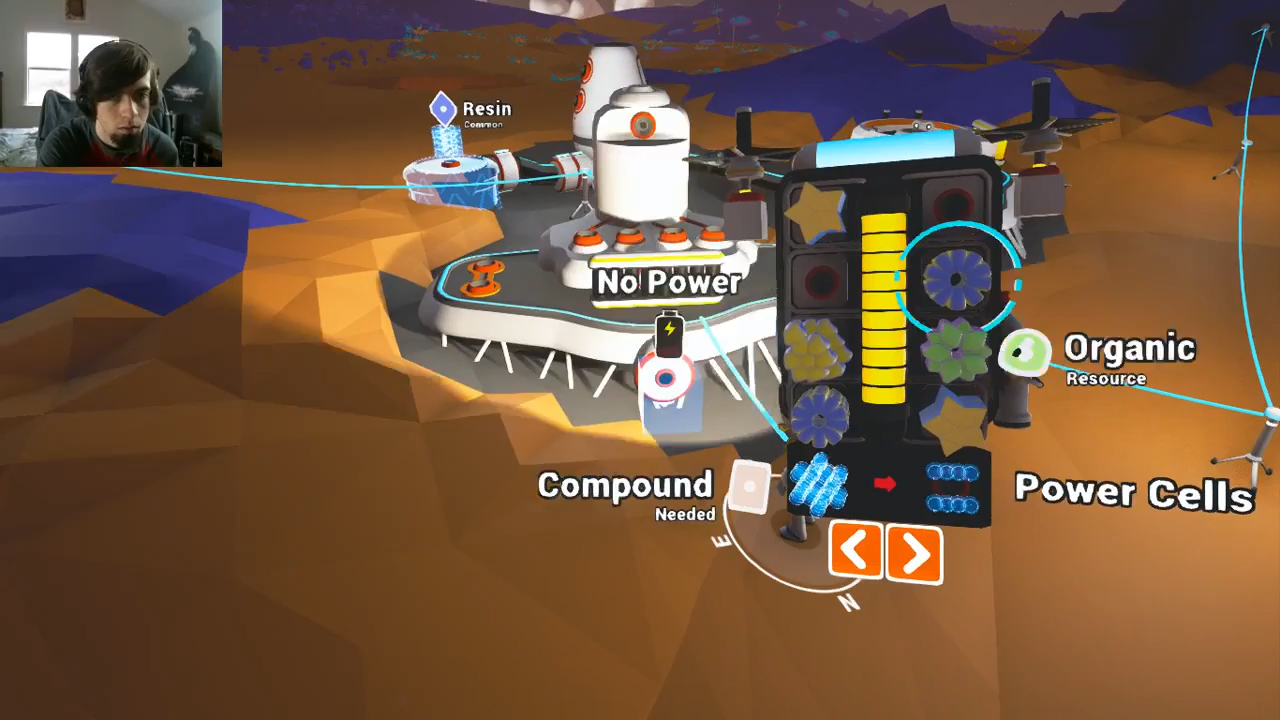 Resin
Common
No Power
Organic
Resource
Compound
Needed
Power Cells
E
N